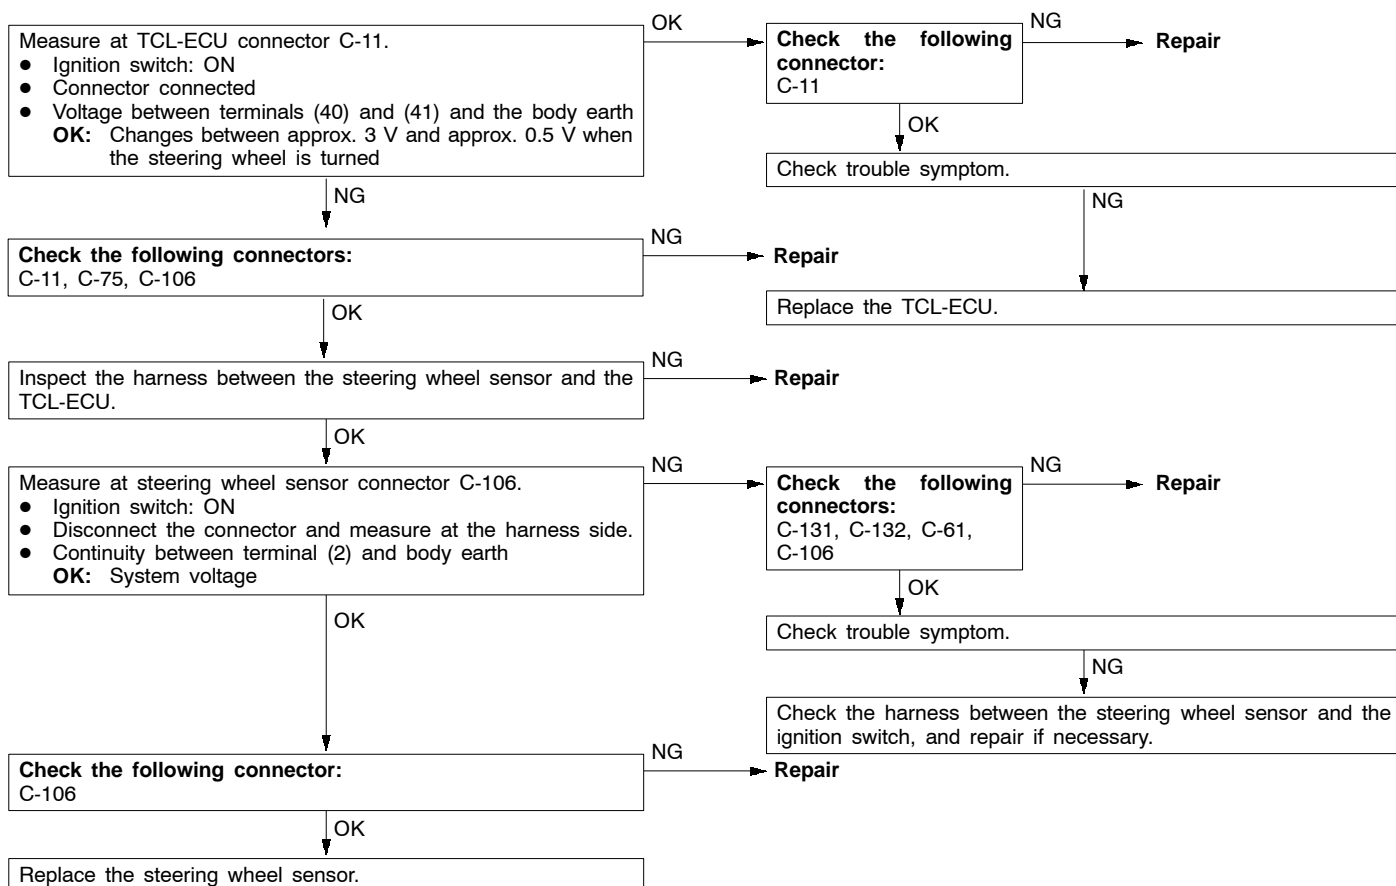 Measure at TCL-ECU connector C-11.
● Ignition switch: ON
● Connector connected
● Voltage between terminals (40) and (41) and the body earth
OK: Changes between approx. 3 V and approx. 0.5 V when
the steering wheel is turned
OK
Check the following
connector:
C-11
NG
Repair
OK
Check trouble symptom.
NG
Replace the TCL-ECU.
NG
Check the following connectors:
C-11, C-75, C-106
NG
Repair
OK
Inspect the harness between the steering wheel sensor and the
TCL-ECU.
NG
Repair
OK
Measure at steering wheel sensor connector C-106.
● Ignition switch: ON
● Disconnect the connector and measure at the harness side.
● Continuity between terminal (2) and body earth
OK: System voltage
NG
Check the following
connectors:
C-131, C-132, C-61,
C-106
NG
Repair
OK
Check trouble symptom.
NG
Check the harness between the steering wheel sensor and the
ignition switch, and repair if necessary.
OK
Check the following connector:
C-106
NG
Repair
OK
Replace the steering wheel sensor.